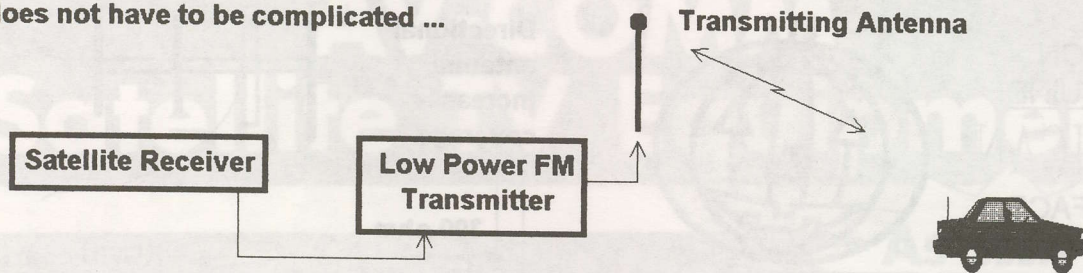 does not have to be complicated ...
Transmitting Antenna
Satellite Receiver
Low Power FM
Transmitter